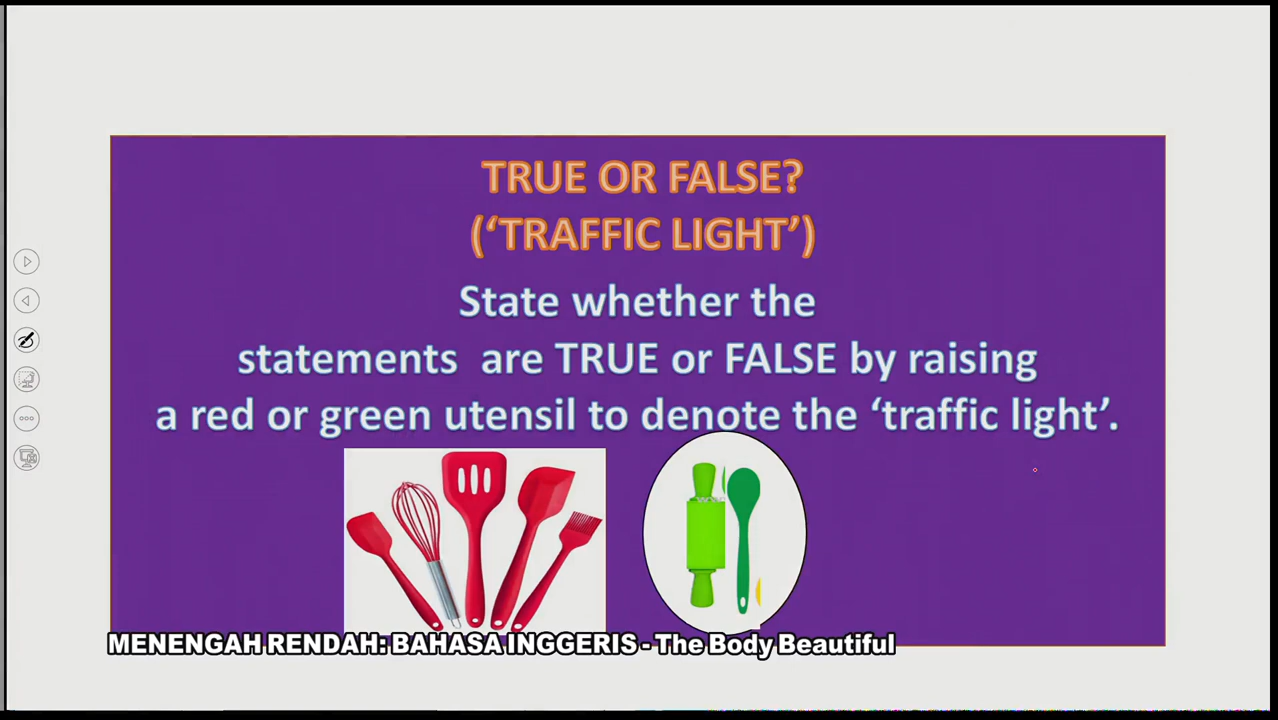 TRUE OR FALSE?
(‘TRAFFIC LIGHT’)
State whether the
statements are TRUE or FALSE by raising
a red or green utensil to denote the ‘traffic light’.
MENENGAH RENDAH: BAHASA INGGERIS - The Body Beautiful